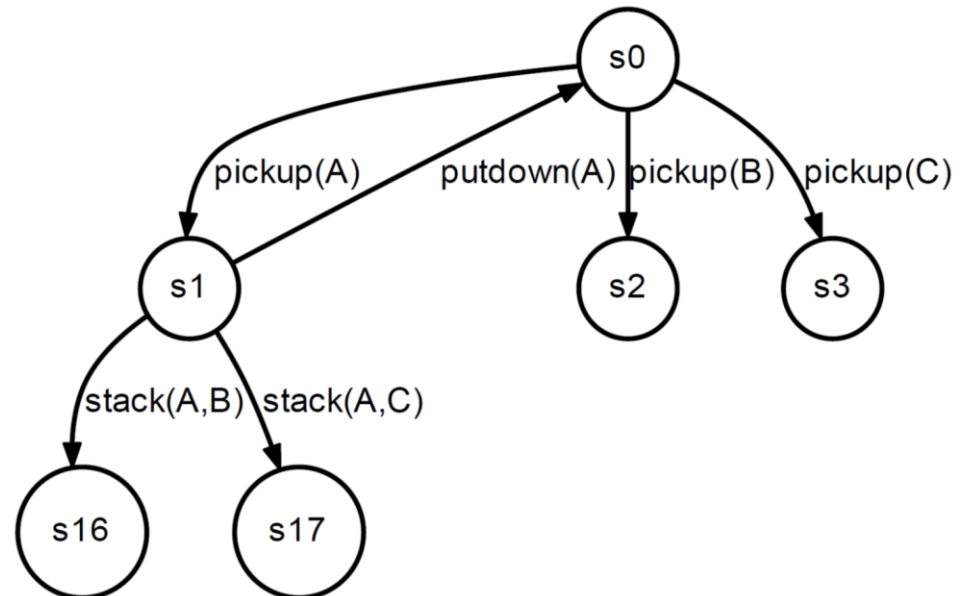 s0
pickup(A)
putdown(A)
pickup(B)
pickup(C)
s1
s2
s3
stack(A,B)
stack(A,C)
s16
s17